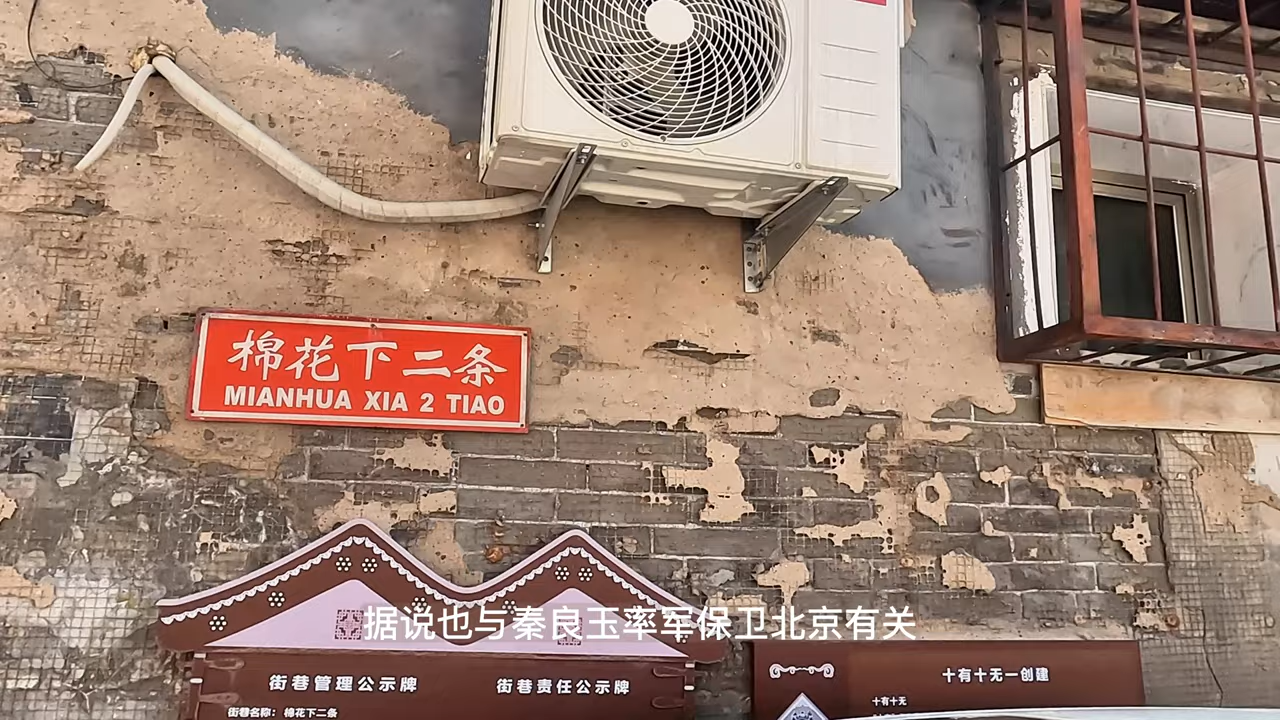 棉花下二条
MIANHUA XIA 2 TIAO
据说也与秦良玉率军保卫北京有关
街巷管理公示牌
街巷责任公示牌
街巷名称：棉花下二条
十有十无一创建
十有十无